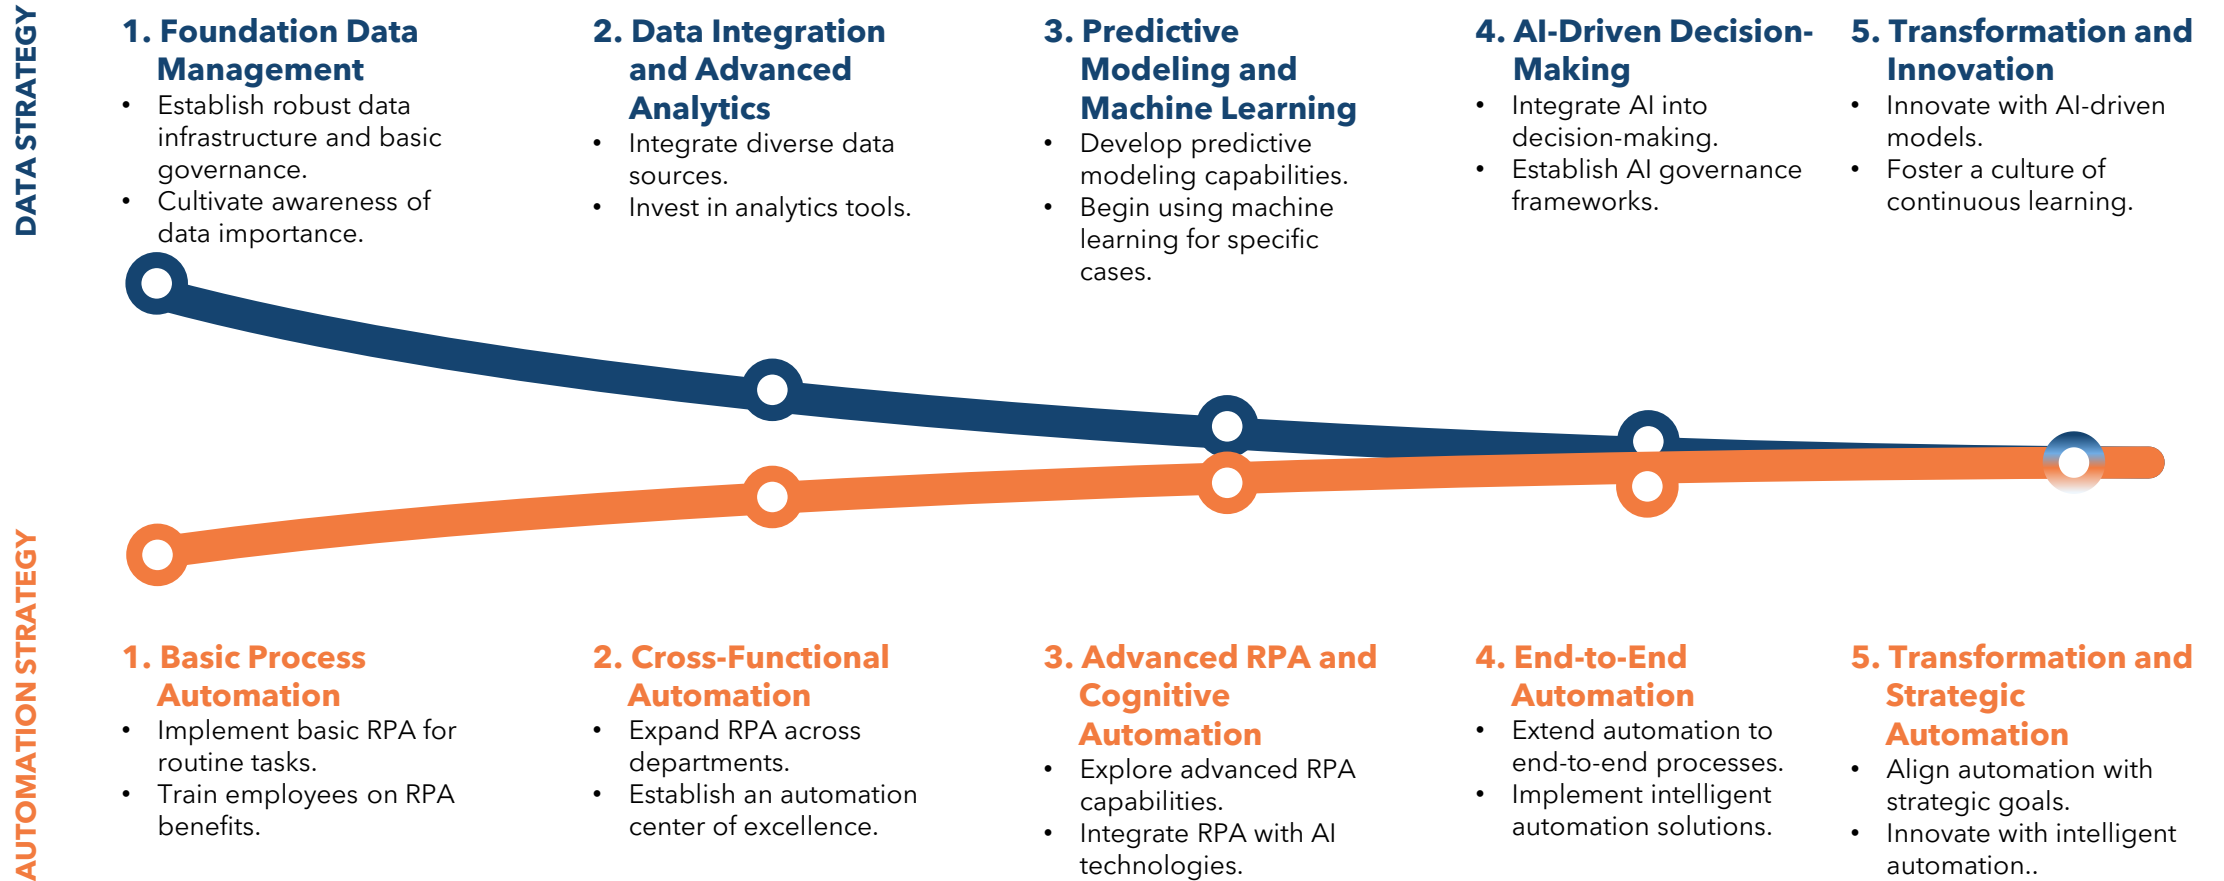 DATA STRATEGY
1. Foundation Data
Management
• Establish robust data
infrastructure and basic
governance.
• Cultivate awareness of
data importance.
2. Data Integration
and Advanced
Analytics
• Integrate diverse data
sources.
• Invest in analytics tools.
3. Predictive
Modeling and
Machine Learning
• Develop predictive
modeling capabilities.
• Begin using machine
learning for specific
cases.
4. AI-Driven Decision-
Making
• Integrate AI into
decision-making.
• Establish AI governance
frameworks.
5. Transformation and
Innovation
• Innovate with AI-driven
models.
• Foster a culture of
continuous learning.
AUTOMATION STRATEGY
1. Basic Process
Automation
• Implement basic RPA for
routine tasks.
• Train employees on RPA
benefits.
2. Cross-Functional
Automation
• Expand RPA across
departments.
• Establish an automation
center of excellence.
3. Advanced RPA and
Cognitive
Automation
• Explore advanced RPA
capabilities.
• Integrate RPA with AI
technologies.
4. End-to-End
Automation
• Extend automation to
end-to-end processes.
• Implement intelligent
automation solutions.
5. Transformation and
Strategic
Automation
• Align automation with
strategic goals.
• Innovate with intelligent
automation..